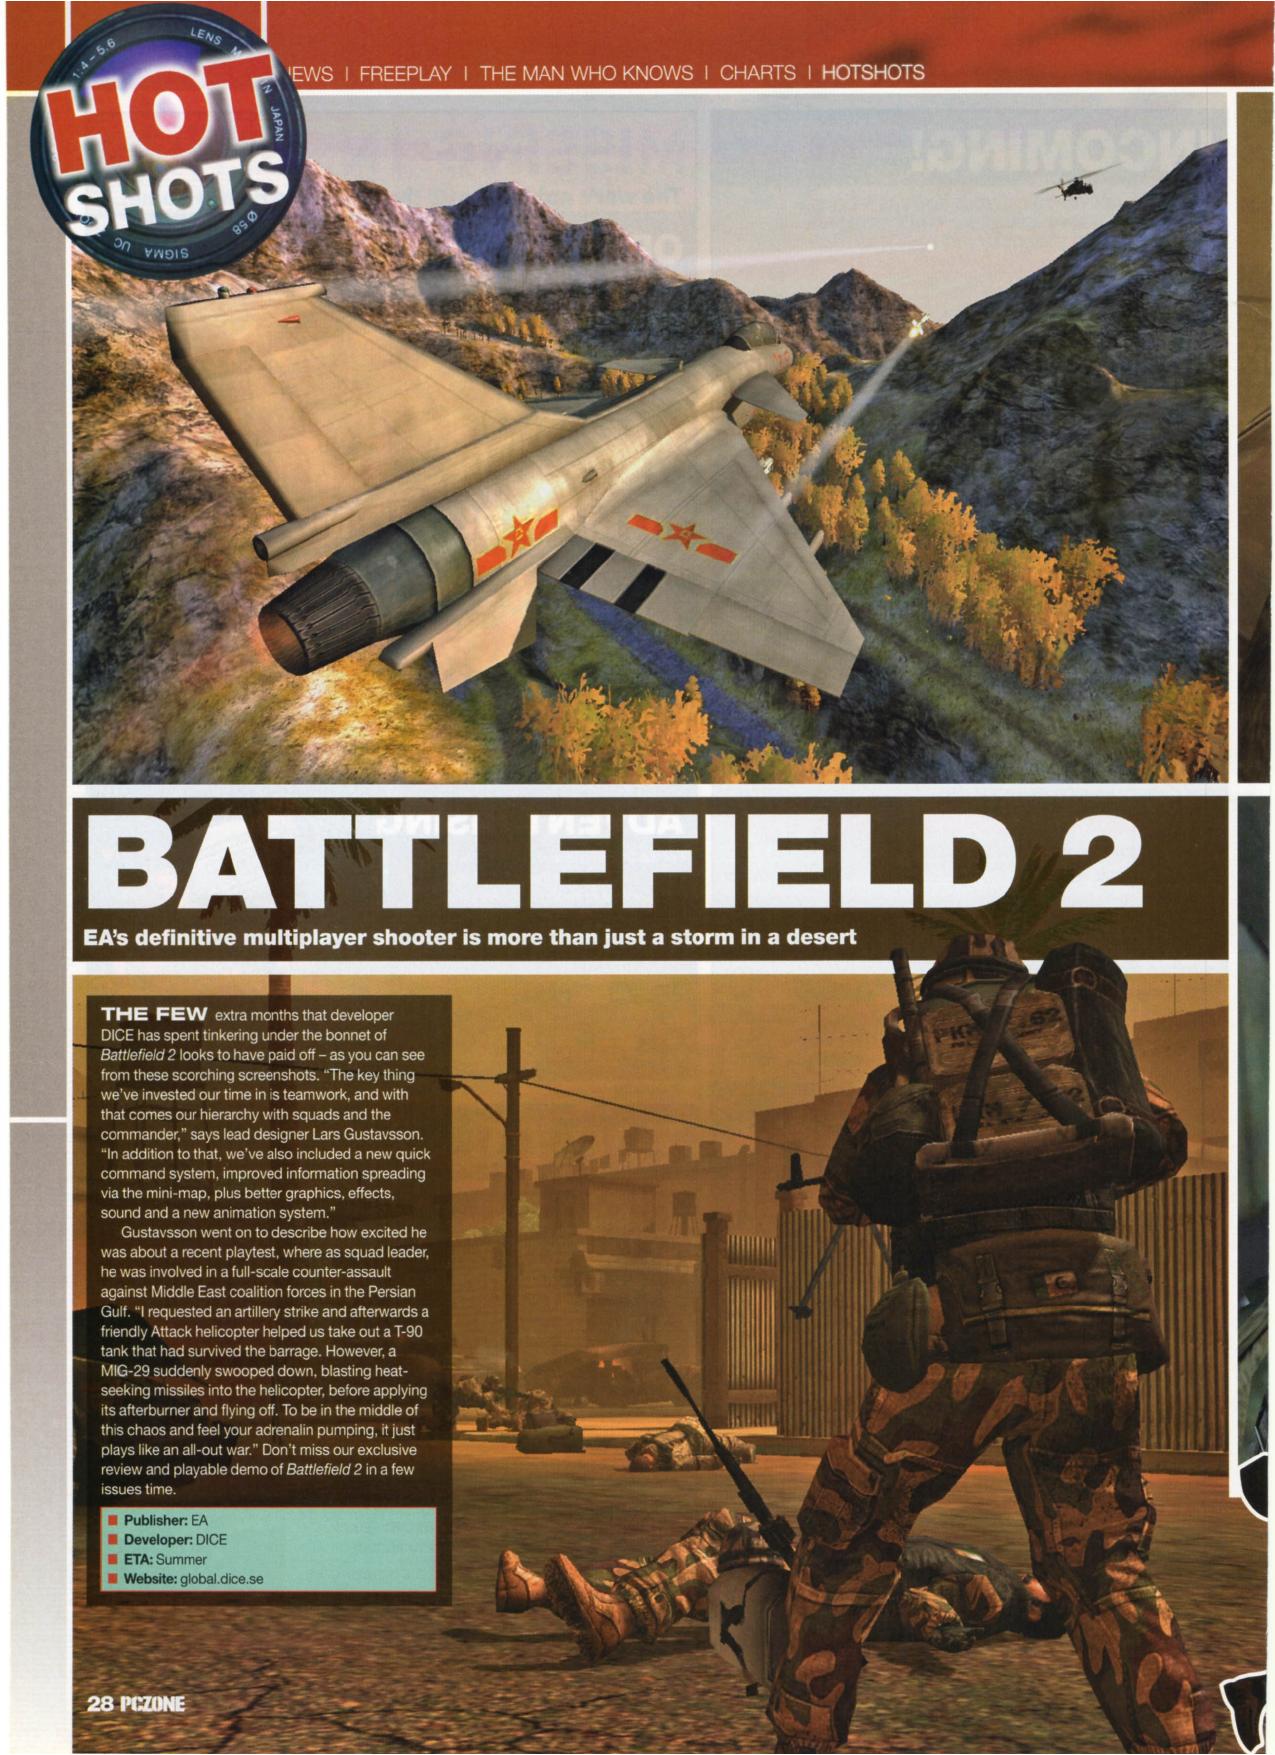 1:4-5.6
LENS
JAPAN
Ø58
SIGMA UC
HOT
SHOTS
EWS | FREEPLAY | THE MAN WHO KNOWS | CHARTS | HOTSHOTS
BATTLEFIELD 2
EA's definitive multiplayer shooter is more than just a storm in a desert
THE FEW extra months that developer
DICE has spent tinkering under the bonnet of
Battlefield 2 looks to have paid off – as you can see
from these scorching screenshots. “The key thing
we've invested our time in is teamwork, and with
that comes our hierarchy with squads and the
commander,” says lead designer Lars Gustavsson.
“In addition to that, we've also included a new quick
command system, improved information spreading
via the mini-map, plus better graphics, effects,
sound and a new animation system.”
Gustavsson went on to describe how excited he
was about a recent playtest, where as squad leader,
he was involved in a full-scale counter-assault
against Middle East coalition forces in the Persian
Gulf. “I requested an artillery strike and afterwards a
friendly Attack helicopter helped us take out a T-90
tank that had survived the barrage. However, a
MIG-29 suddenly swooped down, blasting heat-
seeking missiles into the helicopter, before applying
its afterburner and flying off. To be in the middle of
this chaos and feel your adrenalin pumping, it just
plays like an all-out war.” Don't miss our exclusive
review and playable demo of Battlefield 2 in a few
issues time.
Publisher: EA
Developer: DICE
ETA: Summer
Website: global.dice.se
28 PCZONE